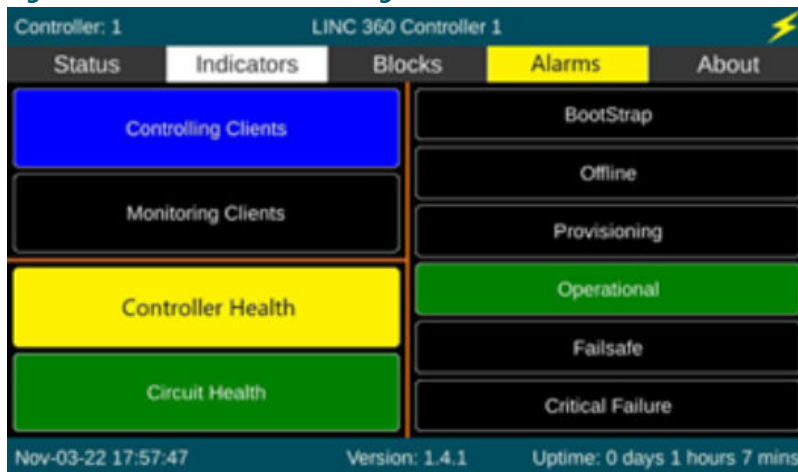 Controller: 1 LINC 360 Controller 1
Status Indicators Blocks Alarms About
Controlling Clients
Monitoring Clients
Controller Health
Circuit Health
BootStrap
Offline
Provisioning
Operational
Failsafe
Critical Failure
Nov-03-22 17:57:47 Version: 1.4.1 Uptime: 0 days 1 hours 7 mins